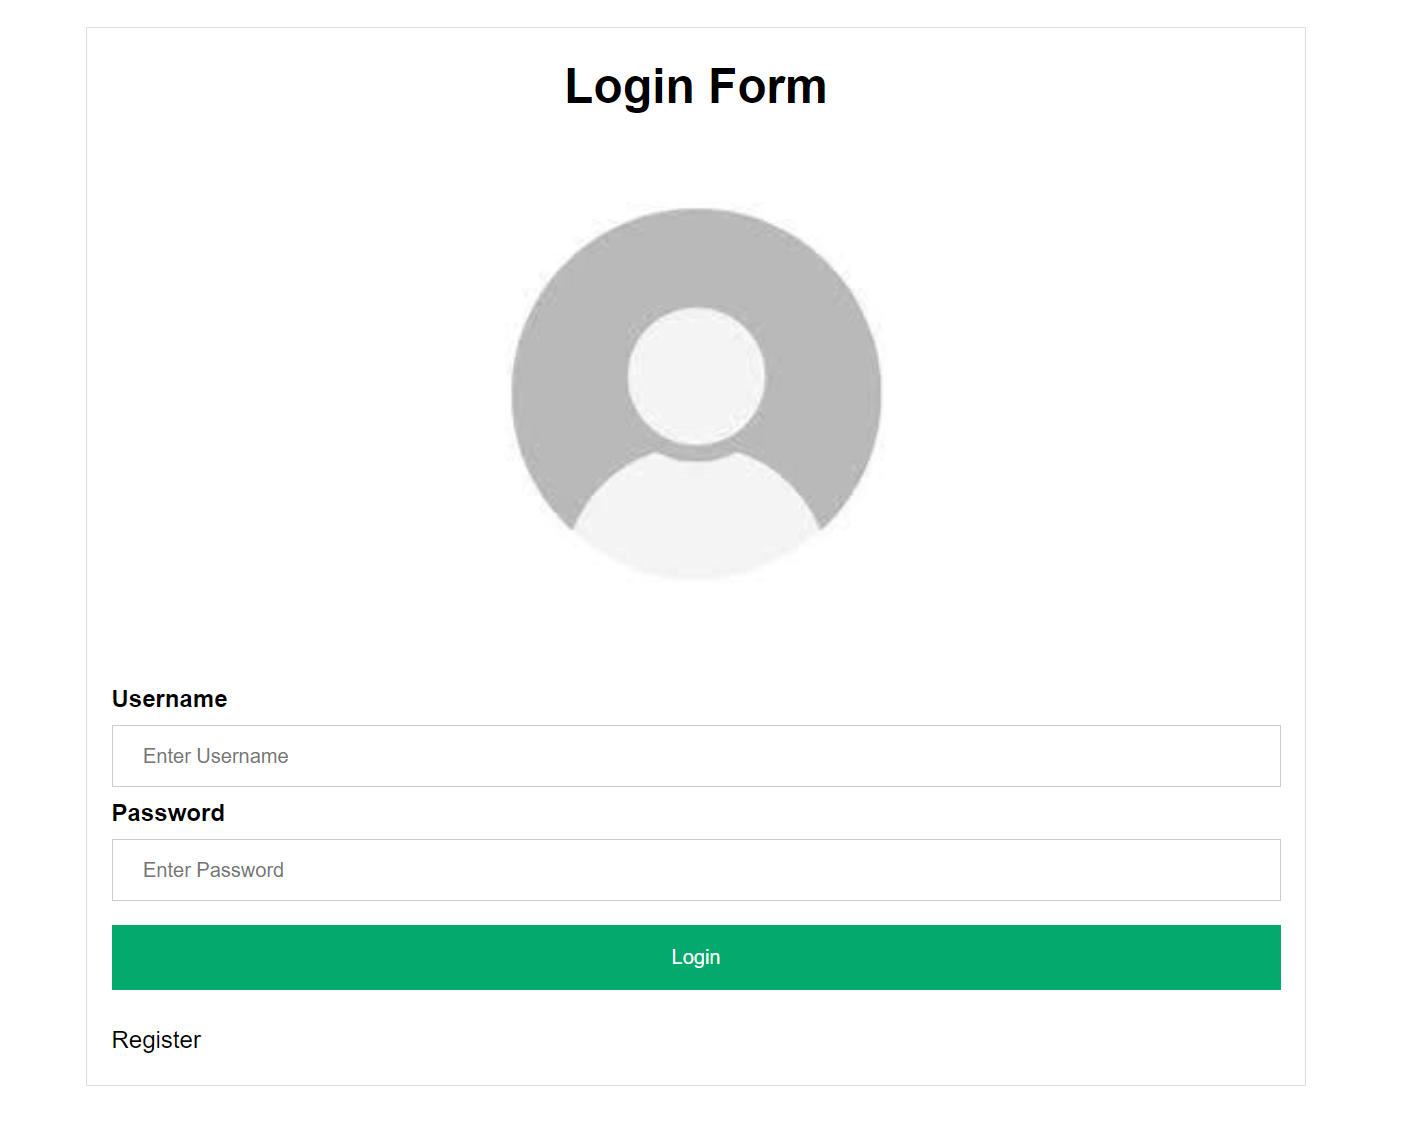 Login Form
Username
Enter Username
Password
Enter Password
Login
Register